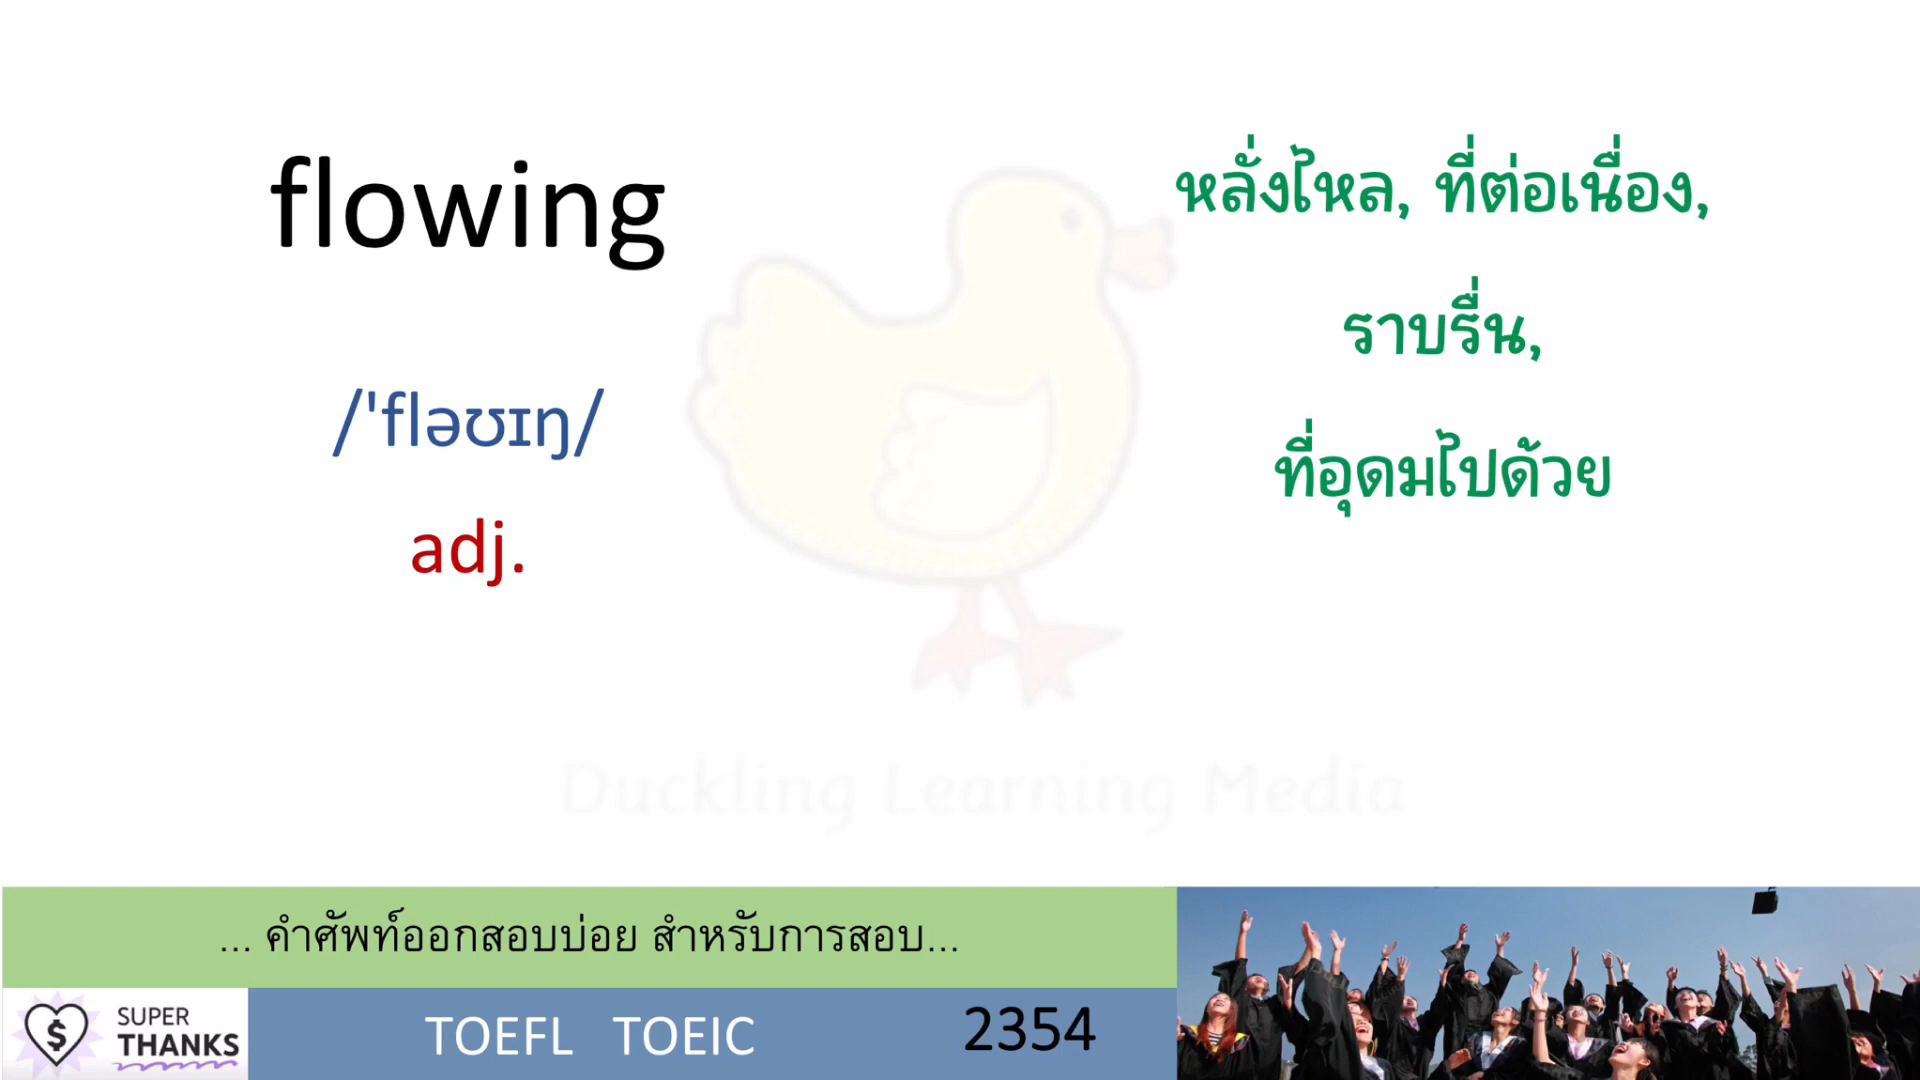 flowing
/ˈfləʊɪŋ/
adj.
หลั่งไหล, ที่ต่อเนื่อง,
ราบรื่น,
ที่อุดมไปด้วย
Duckling Learning Media
... คำศัพท์ออกสอบบ่อย สำหรับการสอบ...
SUPER
THANKS
TOEFL TOEIC
2354